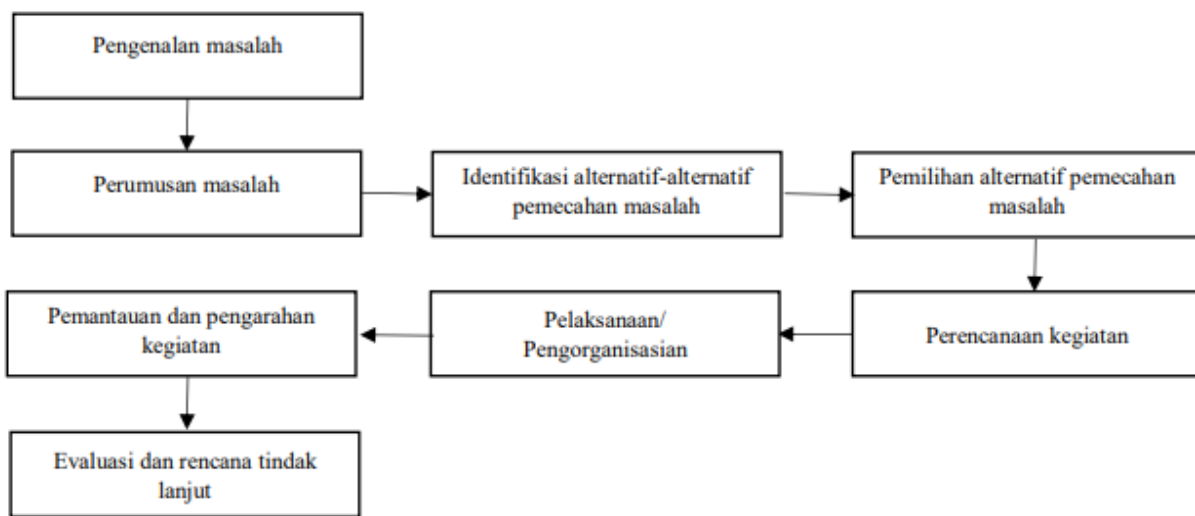 Pengenalan masalah
Perumusan masalah
Identifikasi alternatif-alternatif
pemecahan masalah
Pemilihan alternatif pemecahan
masalah
Perencanaan kegiatan
Pelaksanaan/
Pengorganisasian
Pemantauan dan pengarahan
kegiatan
Evaluasi dan rencana tindak
lanjut